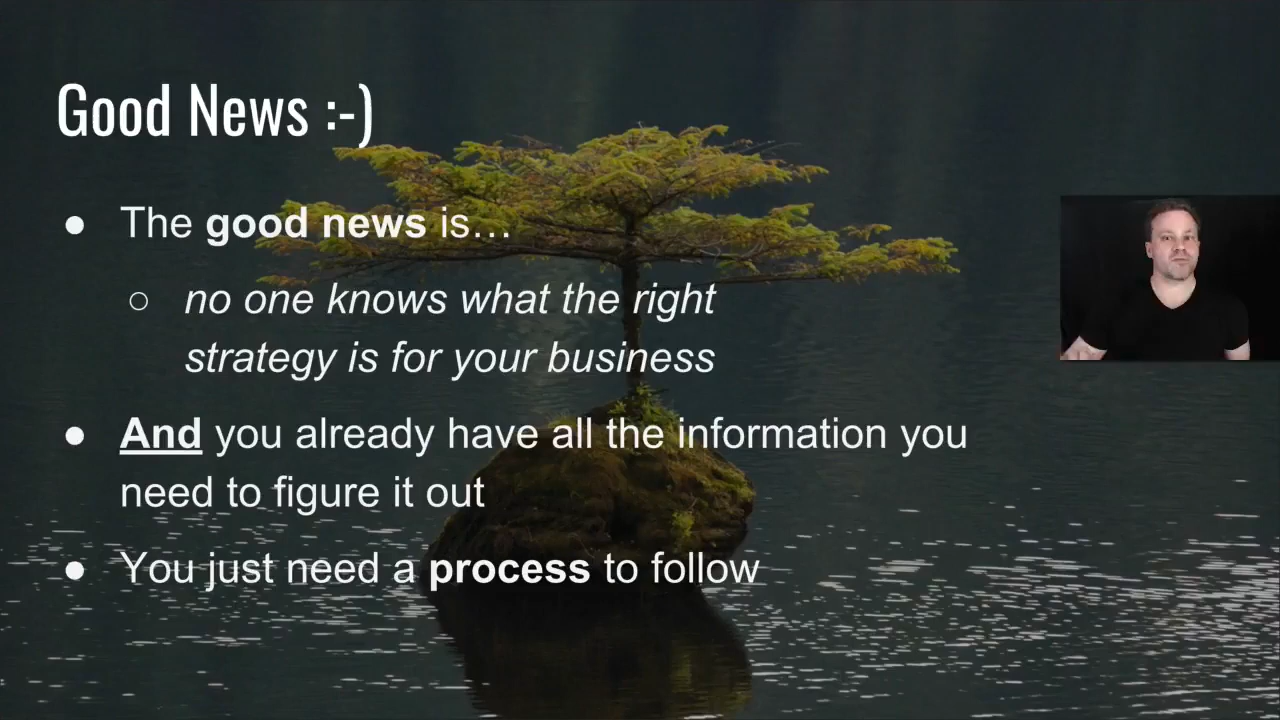 Good News :-)
● The good news is…
○ no one knows what the right
strategy is for your business
● And you already have all the information you
need to figure it out
● You just need a process to follow